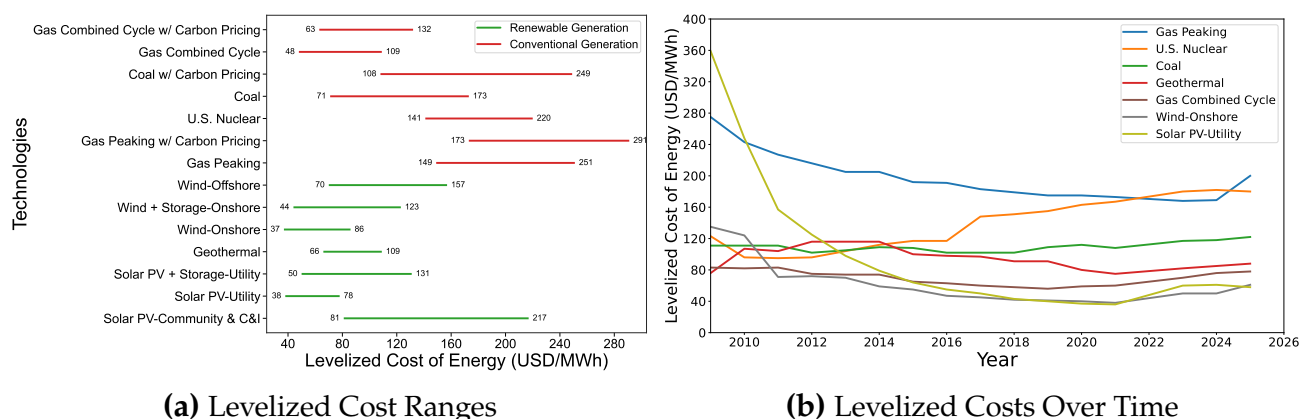 Technologies
Gas Combined Cycle w/ Carbon Pricing
63 132
Gas Combined Cycle
48 109
Coal w/ Carbon Pricing
108 249
Coal
71 173
U.S. Nuclear
141 220
Gas Peaking w/ Carbon Pricing
173 291
Gas Peaking
149 251
Wind-Offshore
70 157
Wind + Storage-Onshore
44 123
Wind-Onshore
37 86
Geothermal
66 109
Solar PV + Storage-Utility
50 131
Solar PV-Utility
38 78
Solar PV-Community & C&I
81 217
Renewable Generation
Conventional Generation
40 80 120 160 200 240 280
Levelized Cost of Energy (USD/MWh)
(a) Levelized Cost Ranges
Levelized Cost of Energy (USD/MWh)
400
360
320
280
240
200
160
120
80
40
0
Gas Peaking
U.S. Nuclear
Coal
Geothermal
Gas Combined Cycle
Wind-Onshore
Solar PV-Utility
2010 2012 2014 2016 2018 2020 2022 2024 2026
Year
(b) Levelized Costs Over Time